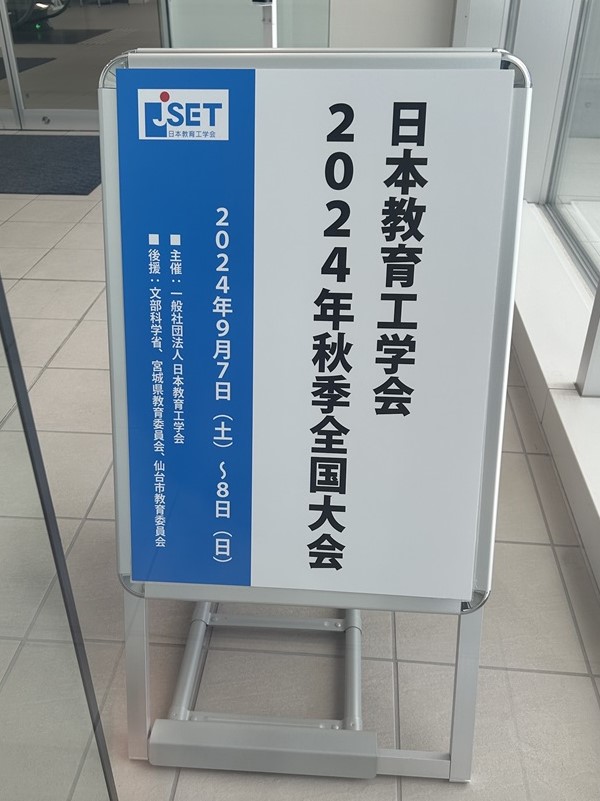 日本教育工学会
2024年秋季全国大会
JSET
日本教育工学会
2024年9月7日（土）〜8日（日）
■主催：一般社団法人 日本教育工学会
■後援：文部科学省、宮城県教育委員会、仙台市教育委員会